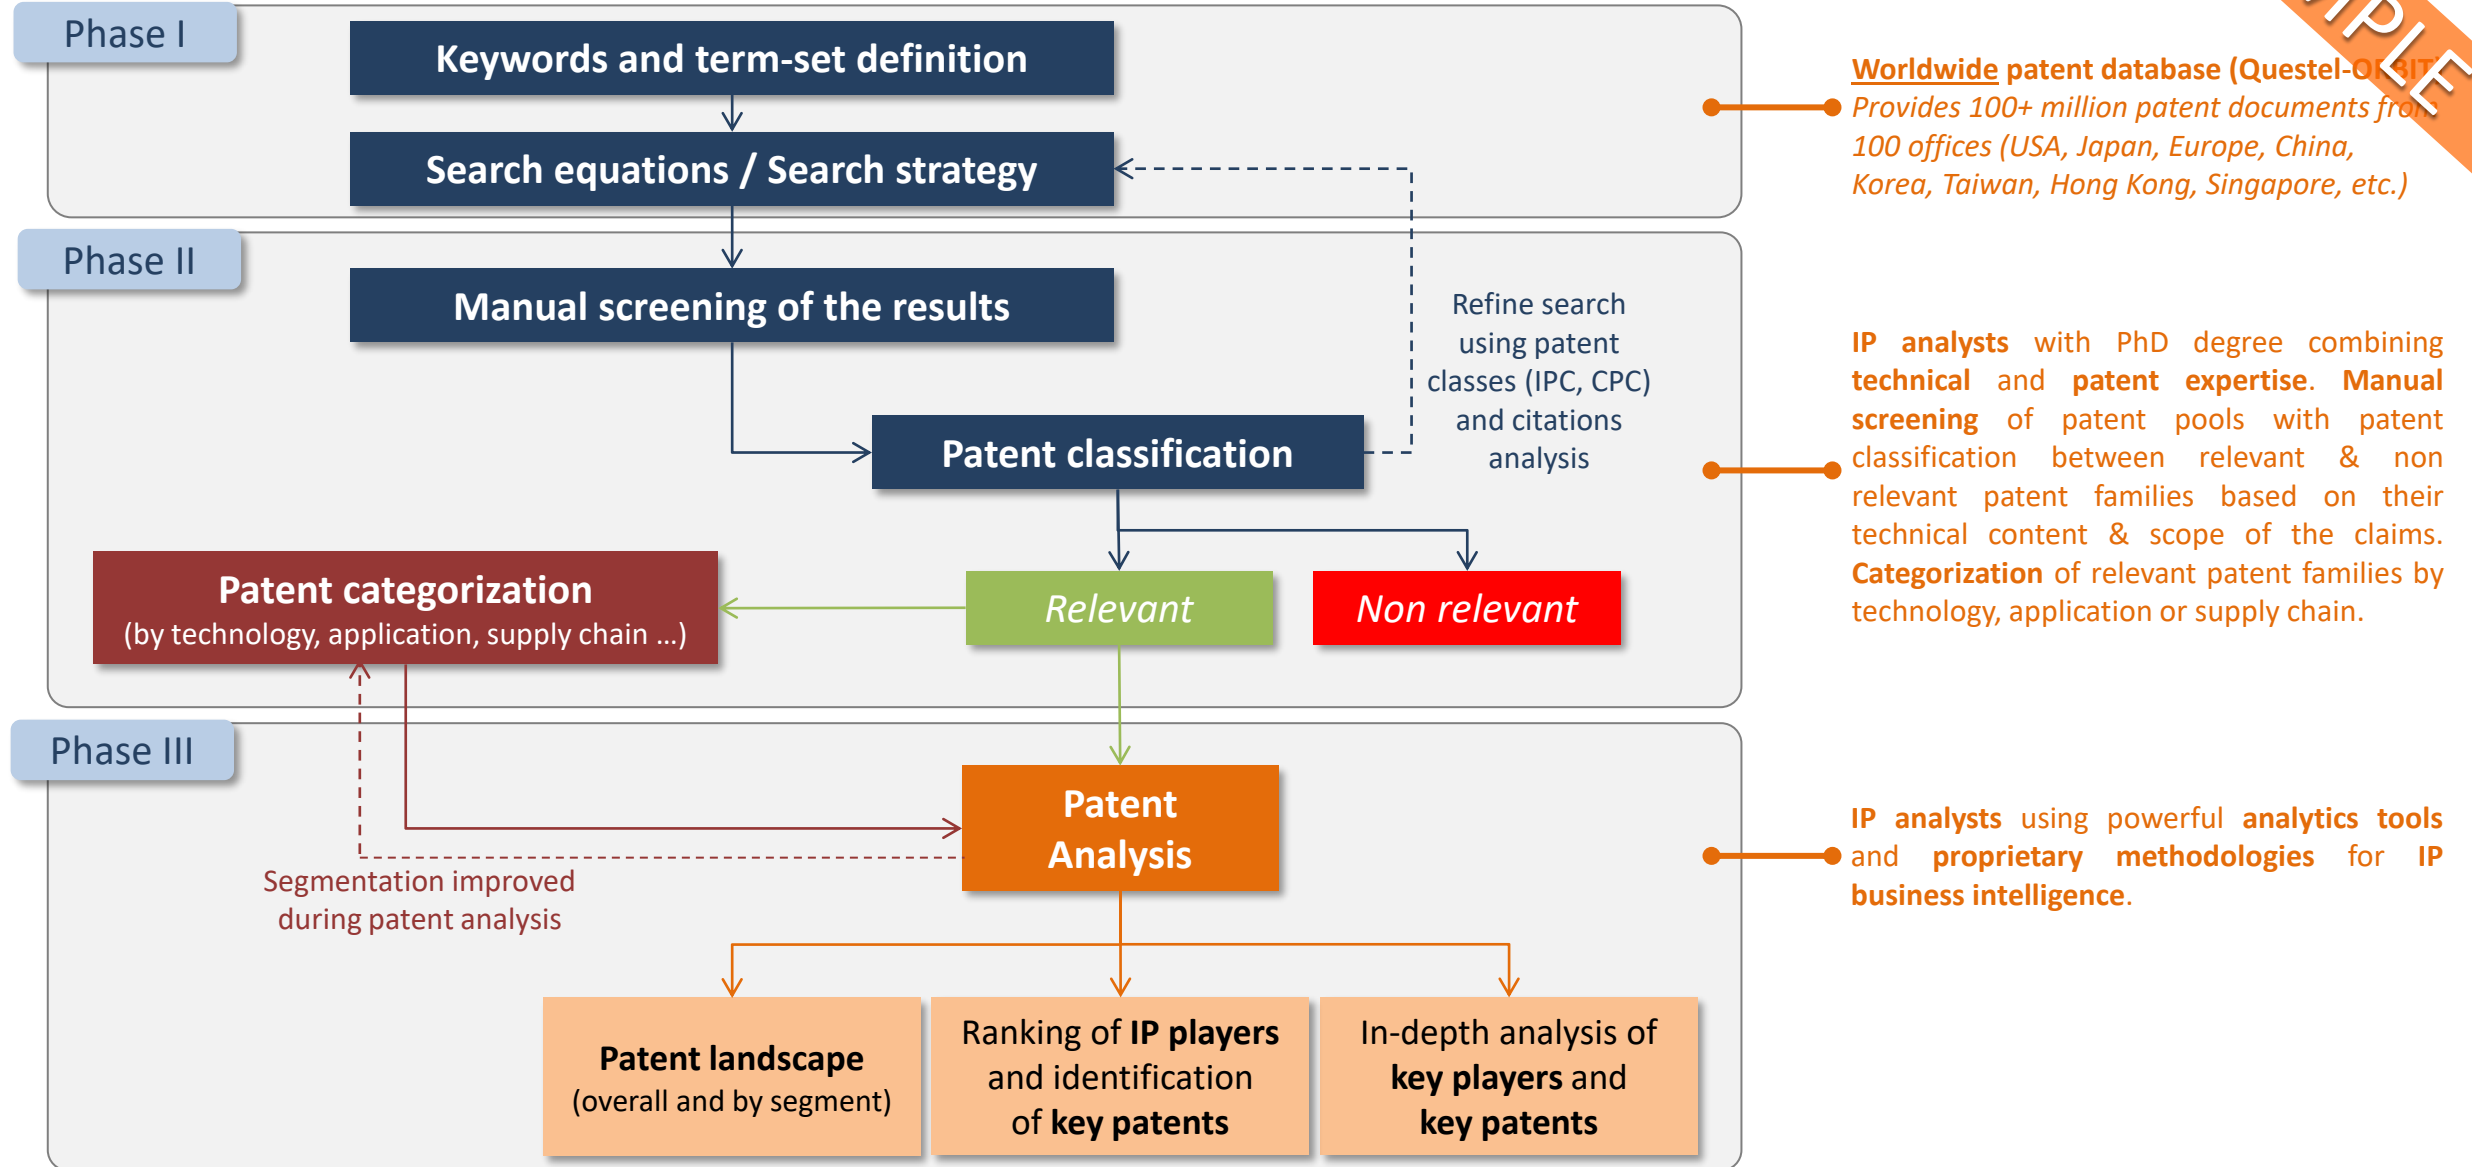 Phase I
Keywords and term-set definition
Search equations / Search strategy
Worldwide patent database (Questel-ORBIT)
Provides 100+ million patent documents from
100 offices (USA, Japan, Europe, China,
Korea, Taiwan, Hong Kong, Singapore, etc.)
Phase II
Manual screening of the results
Refine search
using patent
classes (IPC, CPC)
and citations
analysis
Patent classification
Patent categorization
(by technology, application, supply chain ...)
Relevant
Non relevant
IP analysts with PhD degree combining
technical and patent expertise. Manual
screening of patent pools with patent
classification between relevant & non
relevant patent families based on their
technical content & scope of the claims.
Categorization of relevant patent families by
technology, application or supply chain.
Phase III
Patent
Analysis
Segmentation improved
during patent analysis
Patent landscape
(overall and by segment)
Ranking of IP players
and identification
of key patents
In-depth analysis of
key players and
key patents
IP analysts using powerful analytics tools
and proprietary methodologies for IP
business intelligence.